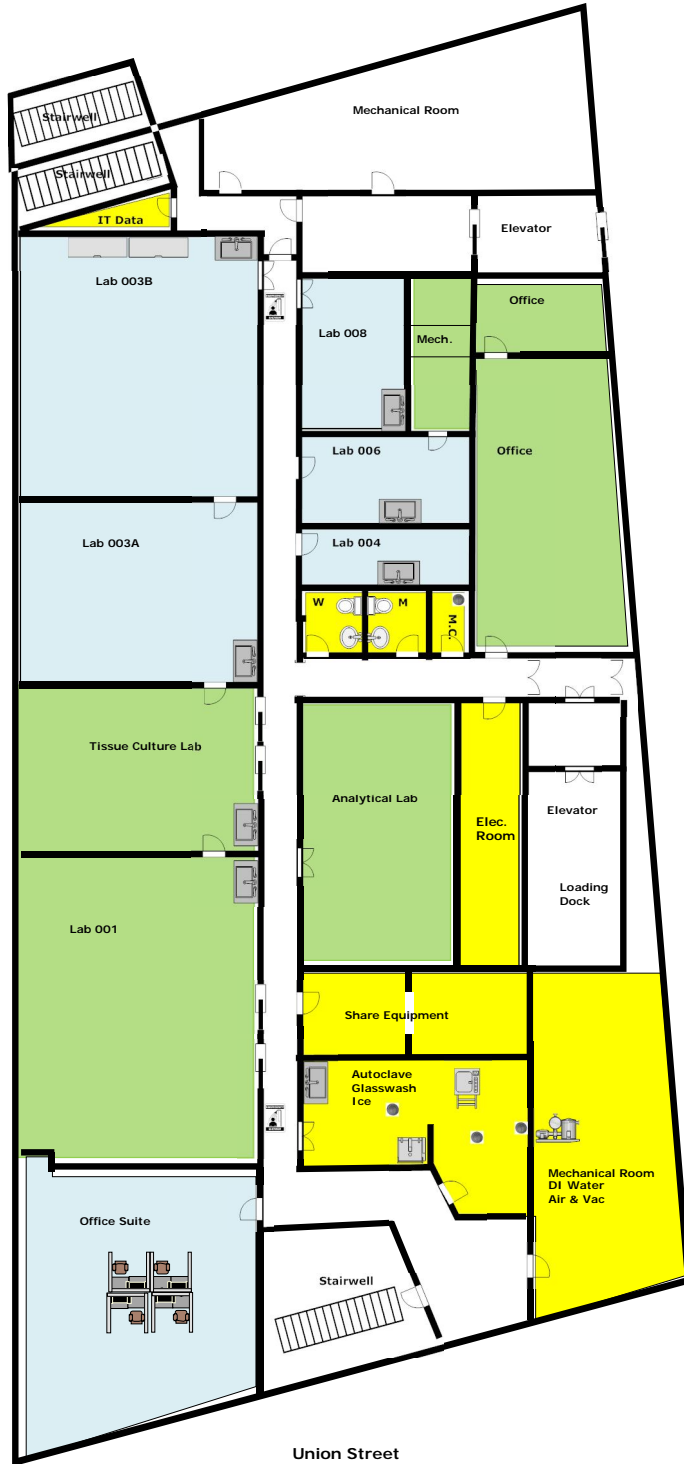 Mechanical Room
Stairwell
Stairwell
IT Data
Elevator
Lab 003B
Office
Lab 008
Mech.
Lab 006
Office
Lab 003A
Lab 004
W
M
M.C.
Tissue Culture Lab
Analytical Lab
Elevator
Elec.
Room
Loading
Dock
Lab 001
Share Equipment
Autoclave
Glasswash
Ice
Mechanical Room
DI Water
Air & Vac
Office Suite
Stairwell
Union Street